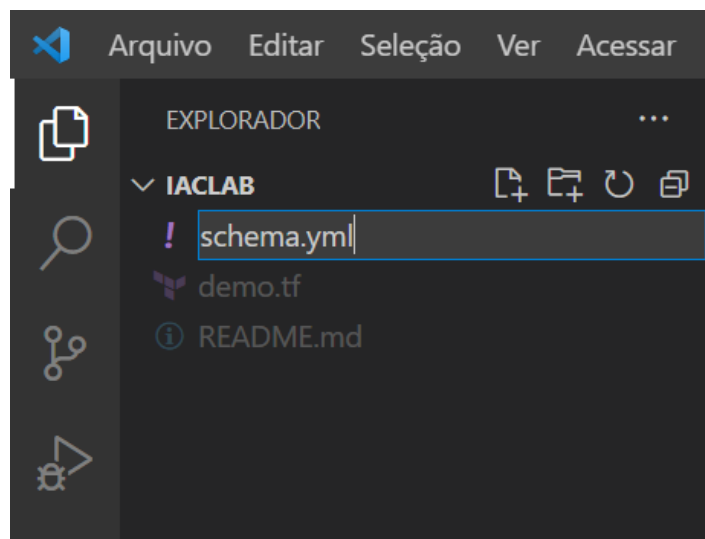 Arquivo Editar Seleção Ver Acessar
EXPLORADOR
IACLAB
schema.yml
demo.tf
README.md